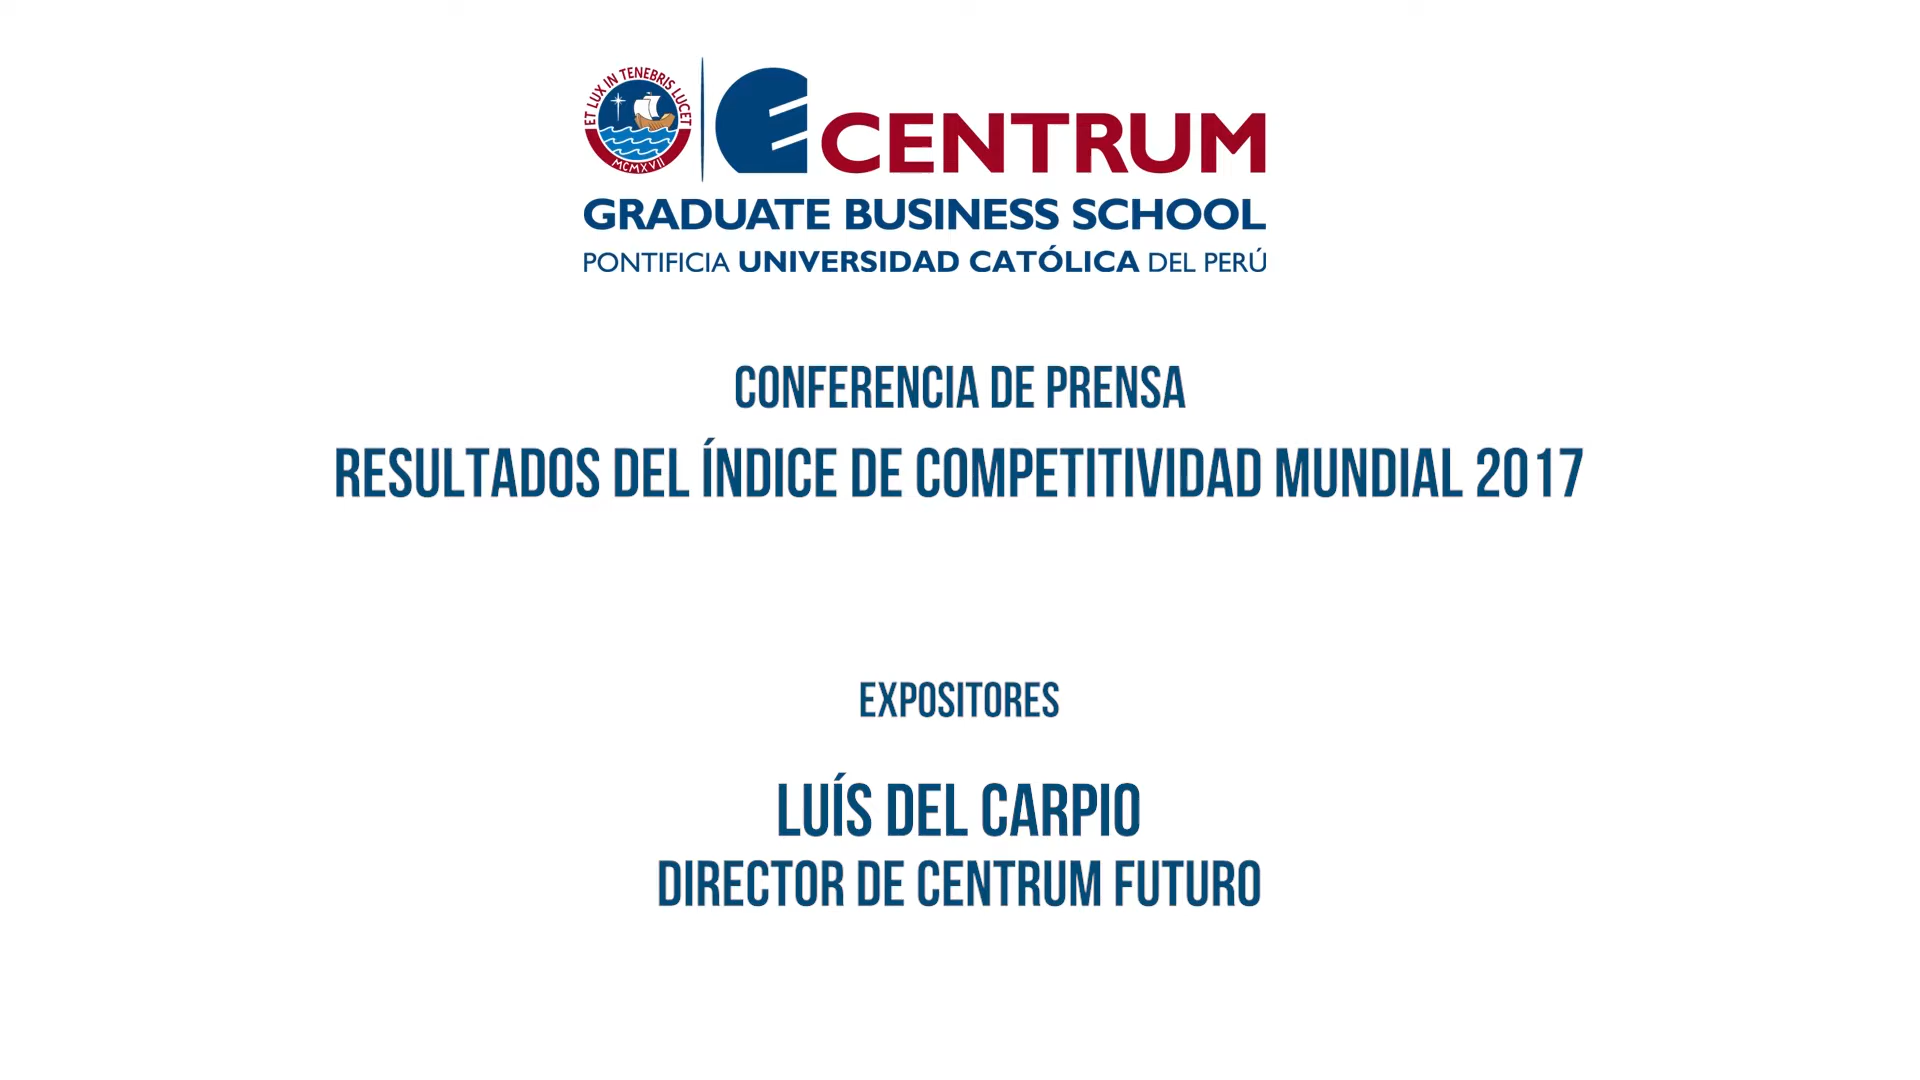 ET LUX IN TENEBRIS LUCET
MCMXVII
CENTRUM
GRADUATE BUSINESS SCHOOL
PONTIFICIA UNIVERSIDAD CATÓLICA DEL PERÚ
CONFERENCIA DE PRENSA
RESULTADOS DEL ÍNDICE DE COMPETITIVIDAD MUNDIAL 2017
EXPOSITORES
LUÍS DEL CARPIO
DIRECTOR DE CENTRUM FUTURO